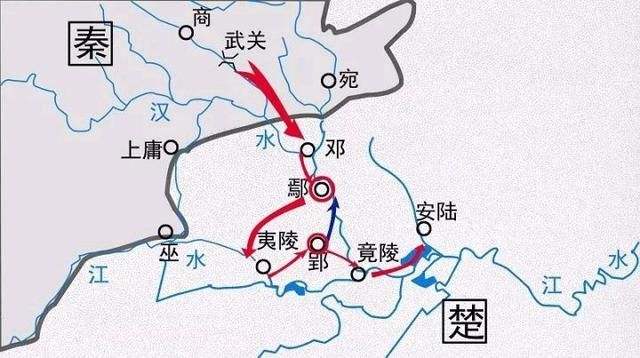 商
秦
武关
宛
汉
水
邓
上庸
鄢
安陆
夷陵
竟陵
巫
水
郢
江
水
江
楚